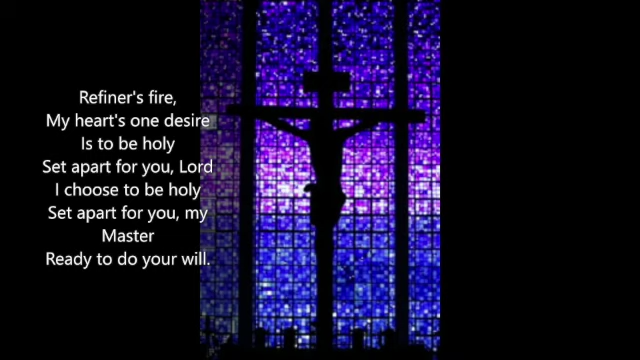 Refiner's fire,
My heart's one desire
Is to be holy
Set apart for you, Lord
I choose to be holy
Set apart for you, my
Master
Ready to do your will.